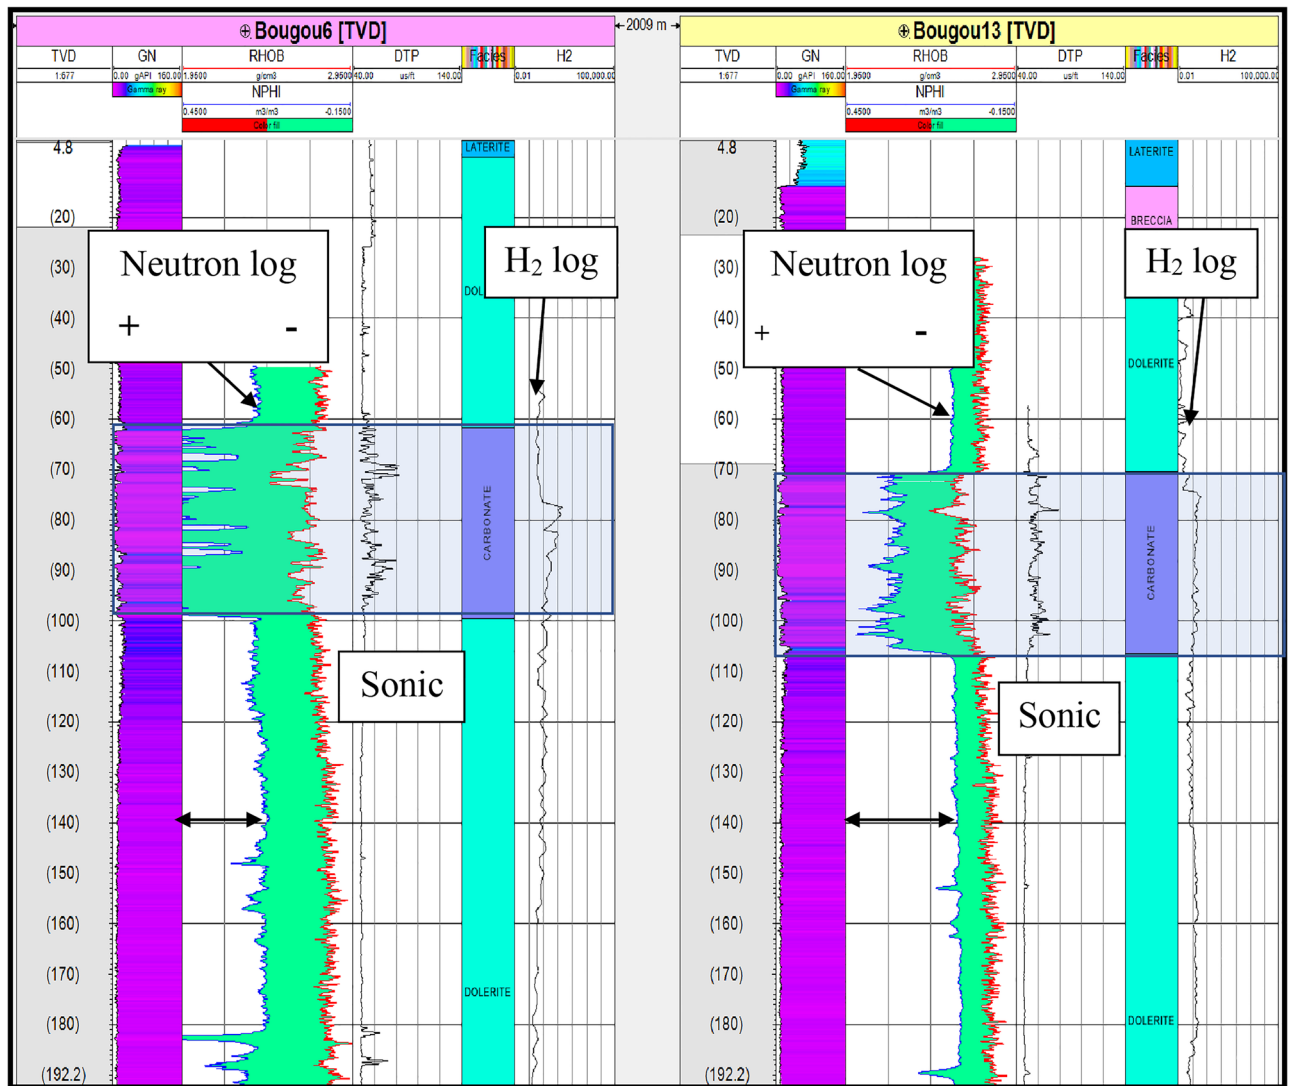 ⊕ Bougou6 [TVD]
←2009 m→
⊕ Bougou13 [TVD]
TVD GN RHOB DTP Facies H2
1:677 0.00 gAPI 160.00 1.9500 g/cm3 2.9500 40.00 us/ft 140.00 0.01 100,000.00
Gamma ray NPHI
0.4500 m3/m3 -0.1500
Color fill
TVD GN RHOB DTP Facies H2
1:677 0.00 gAPI 160.00 1.9500 g/cm3 2.9500 40.00 us/ft 140.00 0.01 100,000.00
Gamma ray NPHI
0.4500 m3/m3 -0.1500
Color fill
4.8
(20)
(30)
(40)
(50)
(60)
(70)
(80)
(90)
(100)
(110)
(120)
(130)
(140)
(150)
(160)
(170)
(180)
(192.2)
Neutron log
+ -
H2 log
Sonic
LATERITE
DOL
CARBONATE
DOLERITE
4.8
(20)
(30)
(40)
(50)
(60)
(70)
(80)
(90)
(100)
(110)
(120)
(130)
(140)
(150)
(160)
(170)
(180)
(192.2)
Neutron log
+ -
H2 log
Sonic
LATERITE
BRECCIA
DOLERITE
CARBONATE
DOLERITE